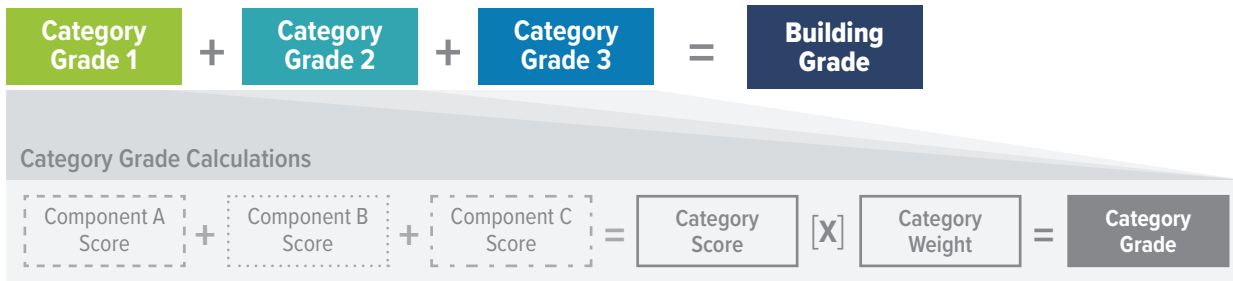 Category Grade 1 + Category Grade 2 + Category Grade 3 = Building Grade
Category Grade Calculations
Component A Score + Component B Score + Component C Score = Category Score [X] Category Weight = Category Grade